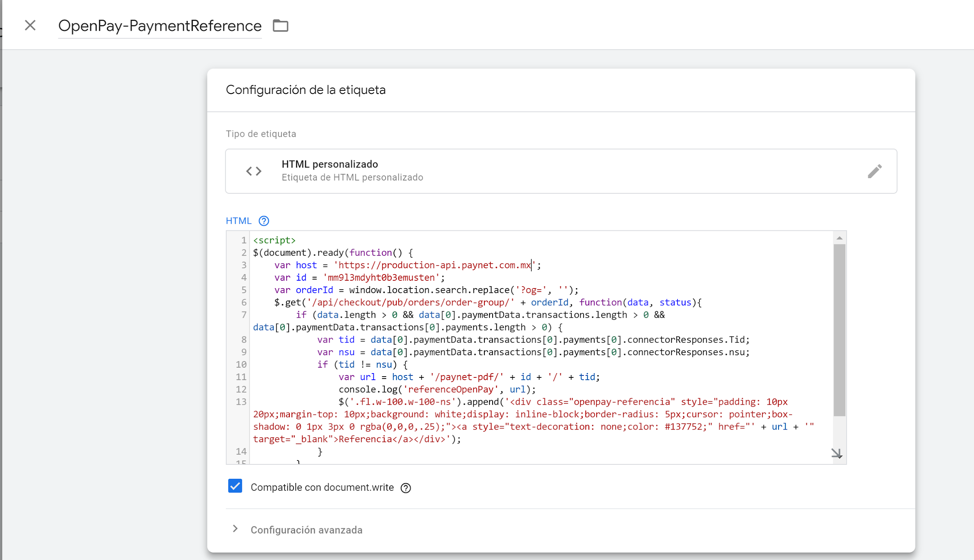 OpenPay-PaymentReference
Configuración de la etiqueta
Tipo de etiqueta
HTML personalizado
Etiqueta de HTML personalizado
HTML
1 <script>
2 $(document).ready(function() {
3 var host = 'https://production-api.paynet.com.mx';
4 var id = 'mm9l3mdyht0b3emusten';
5 var orderId = window.location.search.replace('?og=', '');
6 $.get('/api/checkout/pub/orders/order-group/' + orderId, function(data, status){
7 if (data.length > 0 && data[0].paymentData.transactions.length > 0 &&
data[0].paymentData.transactions[0].payments.length > 0) {
8 var tid = data[0].paymentData.transactions[0].payments[0].connectorResponses.Tid;
9 var nsu = data[0].paymentData.transactions[0].payments[0].connectorResponses.nsu;
10 if (tid != nsu) {
11 var url = host + '/paynet-pdf/' + id + '/' + tid;
12 console.log('referenceOpenPay', url);
13 $('.fl.w-100.w-100-ns').append('<div class="openpay-referencia" style="padding: 10px
20px;margin-top: 10px;background: white;display: inline-block;border-radius: 5px;cursor: pointer;box-
shadow: 0 1px 3px 0 rgba(0,0,0,.25);"><a style="text-decoration: none;color: #137752;" href="' + url + '"
target="_blank">Referencia</a></div>');
14 }
15 }
Compatible con document.write
Configuración avanzada